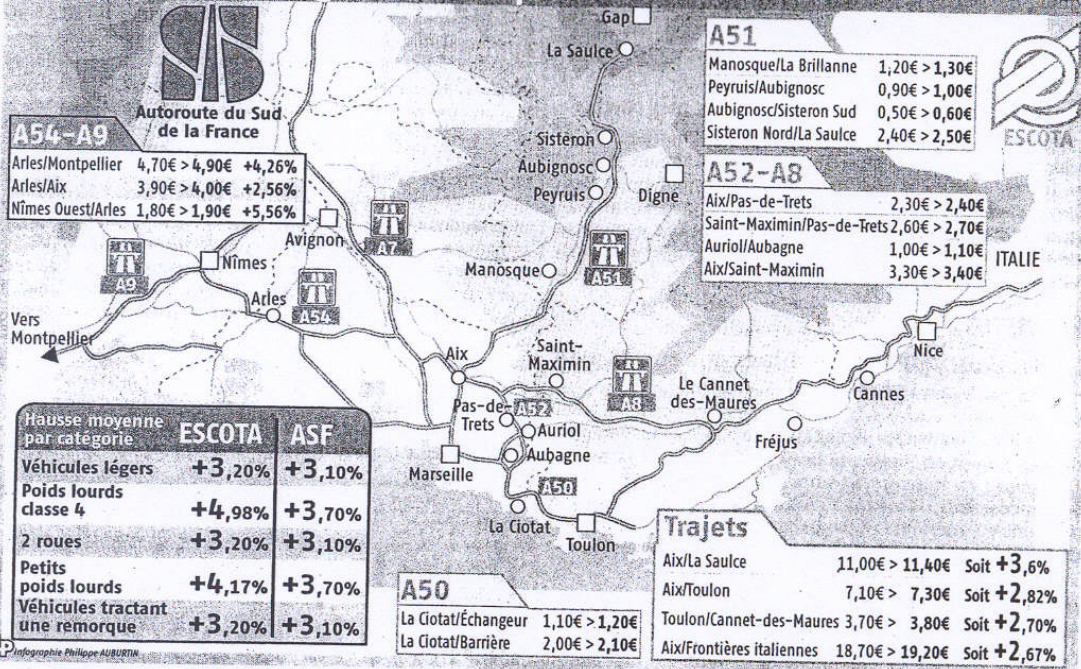 Autoroute du Sud
de la France
A54-A9
Arles/Montpellier 4,70€ > 4,90€ +4,26%
Arles/Aix 3,90€ > 4,00€ +2,56%
Nîmes Ouest/Arles 1,80€ > 1,90€ +5,56%
Gap
La Saulce
A51
Manosque/La Brillanne 1,20€ > 1,30€
Peyruis/Aubignosc 0,90€ > 1,00€
Aubignosc/Sisteron Sud 0,50€ > 0,60€
Sisteron Nord/La Saulce 2,40€ > 2,50€
ESCOTA
Sisteron
Aubignosc
Peyruis
Digne
A52-A8
Aix/Pas-de-Trets 2,30€ > 2,40€
Saint-Maximin/Pas-de-Trets 2,60€ > 2,70€
Auriol/Aubagne 1,00€ > 1,10€
Aix/Saint-Maximin 3,30€ > 3,40€
ITALIE
Avignon
A7
A9
Nîmes
Manosque
A51
Arles
A54
Vers
Montpellier
Aix
Saint-
Maximin
A8
Nice
Cannes
Le Cannet
des-Maures
Fréjus
Pas-de-
Trets
A52
Auriol
Aubagne
Marseille
A50
La Ciotat
Toulon
Hausse moyenne
par catégorie ESCOTA ASF
Véhicules légers +3,20% +3,10%
Poids lourds
classe 4 +4,98% +3,70%
2 roues +3,20% +3,10%
Petits
poids lourds +4,17% +3,70%
Véhicules tractant
une remorque +3,20% +3,10%
Infographie Philippe AUBURTIN
A50
La Ciotat/Échangeur 1,10€ > 1,20€
La Ciotat/Barrière 2,00€ > 2,10€
Trajets
Aix/La Saulce 11,00€ > 11,40€ Soit +3,6%
Aix/Toulon 7,10€ > 7,30€ Soit +2,82%
Toulon/Cannet-des-Maures 3,70€ > 3,80€ Soit +2,70%
Aix/Frontières italiennes 18,70€ > 19,20€ Soit +2,67%